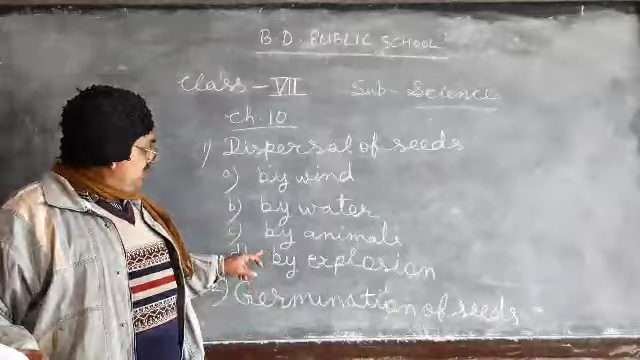 B.D. PUBLIC SCHOOL
Class - VII Sub - Science
Ch. 10
1) Dispersal of seeds
a) by wind
b) by water
c) by animals
d) by explosion
2) Germination of seeds